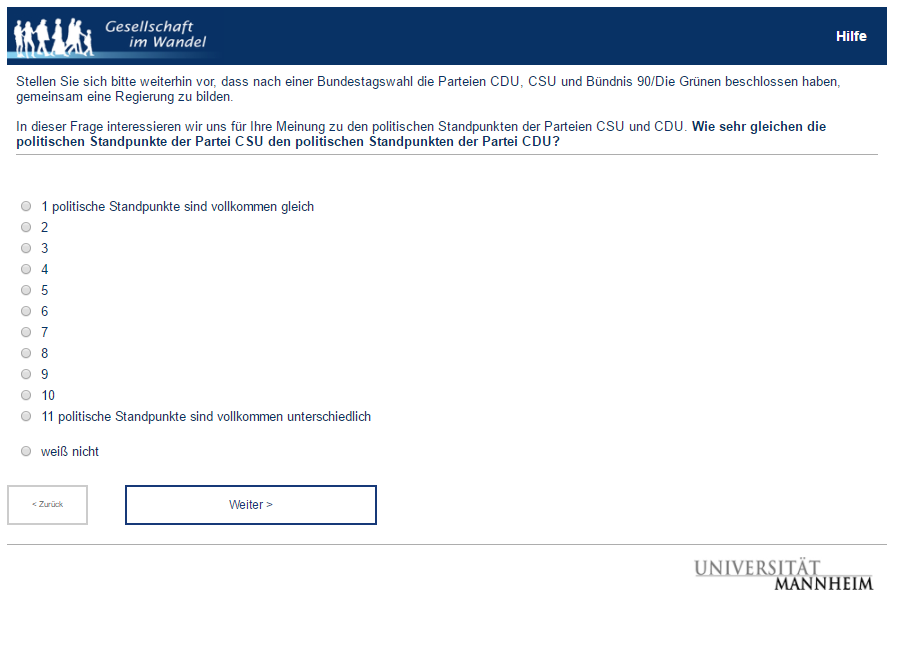 Gesellschaft
im Wandel
Hilfe
Stellen Sie sich bitte weiterhin vor, dass nach einer Bundestagswahl die Parteien CDU, CSU und Bündnis 90/Die Grünen beschlossen haben,
gemeinsam eine Regierung zu bilden.
In dieser Frage interessieren wir uns für Ihre Meinung zu den politischen Standpunkten der Parteien CSU und CDU. Wie sehr gleichen die
politischen Standpunkte der Partei CSU den politischen Standpunkten der Partei CDU?
1 politische Standpunkte sind vollkommen gleich
2
3
4
5
6
7
8
9
10
11 politische Standpunkte sind vollkommen unterschiedlich
weiß nicht
< Zurück
Weiter >
UNIVERSITÄT
MANNHEIM